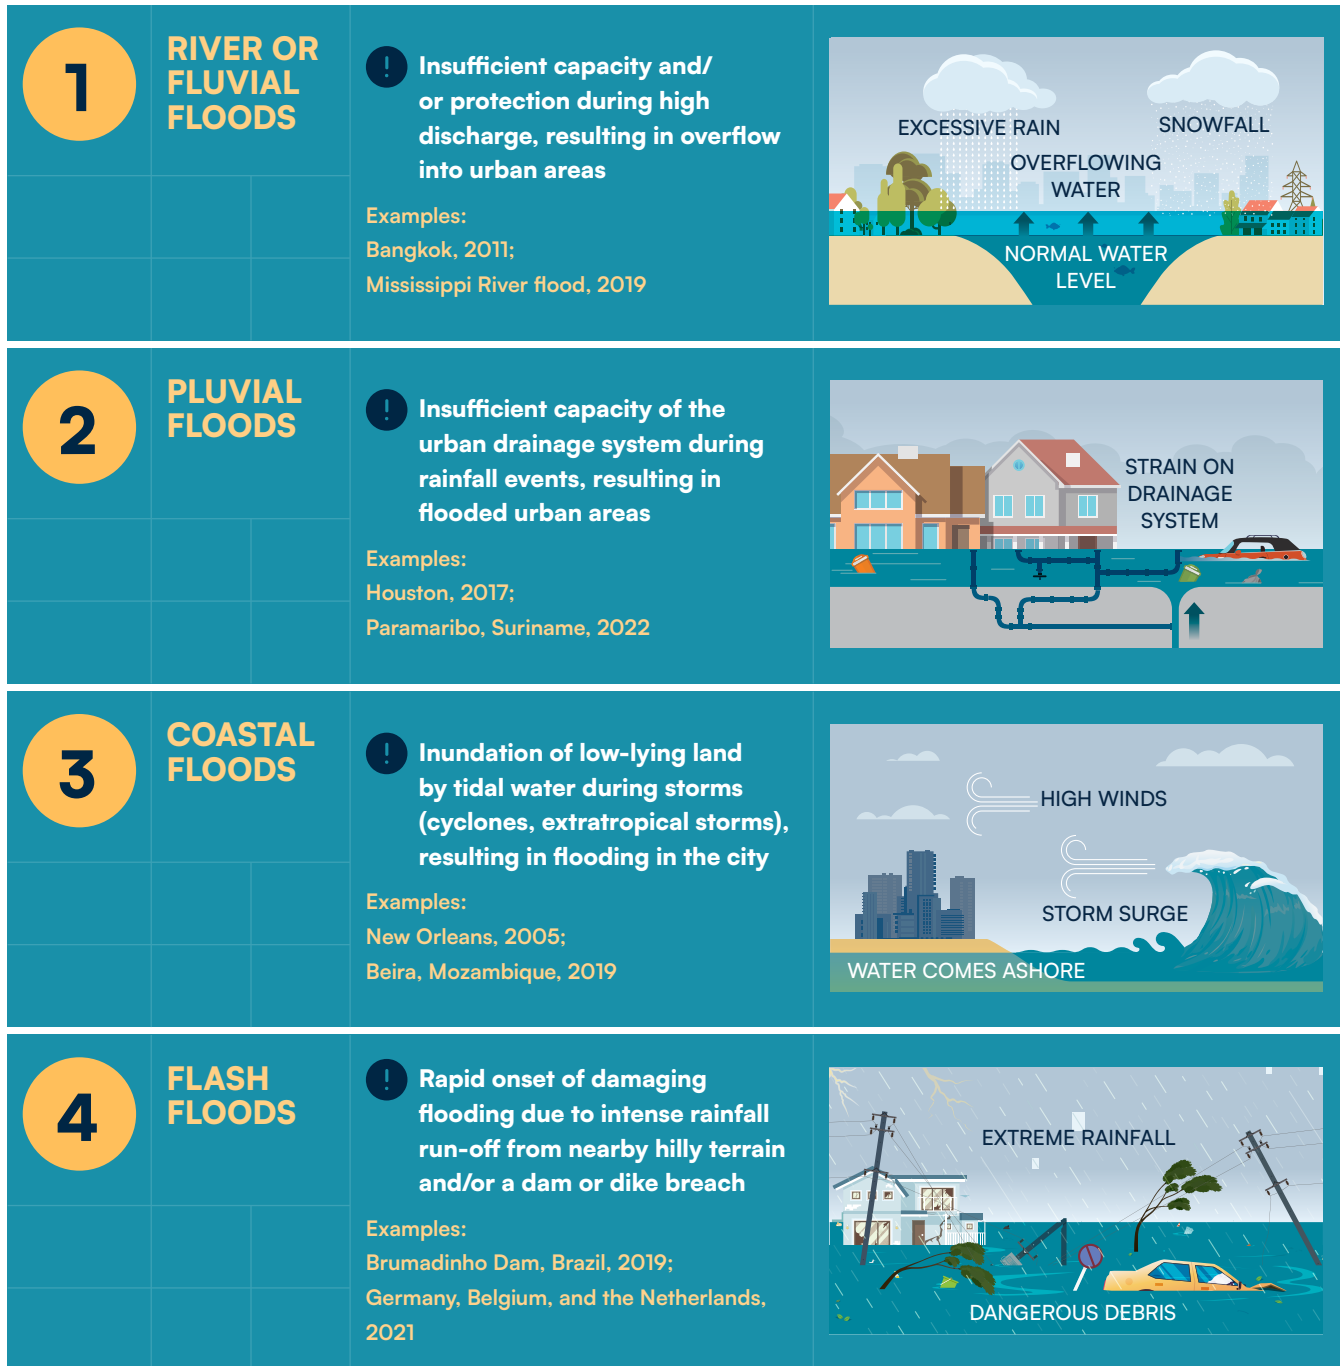 1
RIVER OR
FLUVIAL
FLOODS
!
Insufficient capacity and/
or protection during high
discharge, resulting in overflow
into urban areas
Examples:
Bangkok, 2011;
Mississippi River flood, 2019
EXCESSIVE RAIN
SNOWFALL
OVERFLOWING
WATER
NORMAL WATER
LEVEL
2
PLUVIAL
FLOODS
!
Insufficient capacity of the
urban drainage system during
rainfall events, resulting in
flooded urban areas
Examples:
Houston, 2017;
Paramaribo, Suriname, 2022
STRAIN ON
DRAINAGE
SYSTEM
3
COASTAL
FLOODS
!
Inundation of low-lying land
by tidal water during storms
(cyclones, extratropical storms),
resulting in flooding in the city
Examples:
New Orleans, 2005;
Beira, Mozambique, 2019
HIGH WINDS
STORM SURGE
WATER COMES ASHORE
4
FLASH
FLOODS
!
Rapid onset of damaging
flooding due to intense rainfall
run-off from nearby hilly terrain
and/or a dam or dike breach
Examples:
Brumadinho Dam, Brazil, 2019;
Germany, Belgium, and the Netherlands,
2021
EXTREME RAINFALL
DANGEROUS DEBRIS